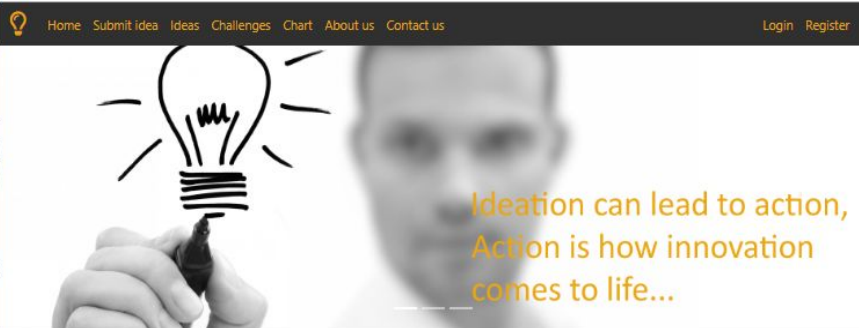 Home Submit idea Ideas Challenges Chart About us Contact us Login Register
Ideation can lead to action,
Action is how innovation
comes to life...